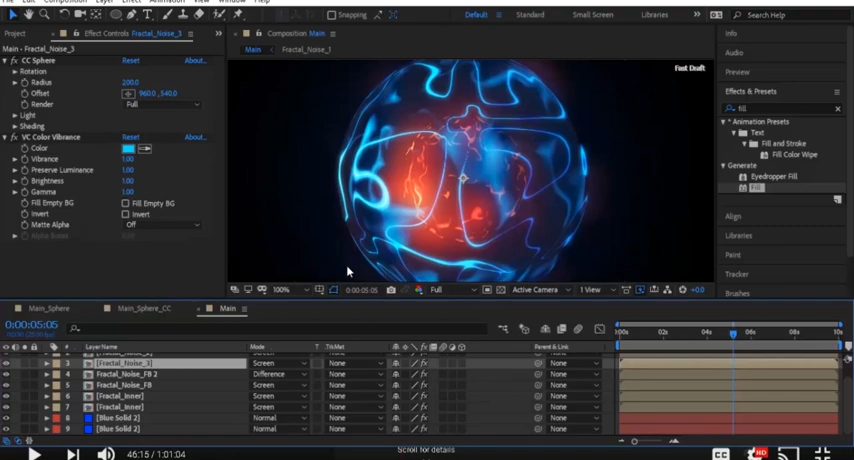 File Edit Composition Layer Effect Animation View Window Help
Snapping Default Standard Small Screen Libraries Search Help
Project Effect Controls Fractal_Noise_3
Main · Fractal_Noise_3
fx CC Sphere Reset About...
Rotation
Radius 200.0
Offset 960.0 ,540.0
Render Full
Light
Shading
fx VC Color Vibrance Reset About...
Color
Vibrance 1.00
Preserve Luminance 1.00
Brightness 1.00
Gamma 1.00
Fill Empty BG Fill Empty BG
Invert Invert
Matte Alpha Off
Composition Main
Main Fractal_Noise_1
Fast Draft
100% 0:00:05:05 Full Active Camera 1 View +0.0
Info
Audio
Preview
Effects & Presets
fill
* Animation Presets
Text
Fill and Stroke
Fill Color Wipe
Generate
Eyedropper Fill
Fill
Align
Libraries
Paint
Tracker
Brushes
Main_Sphere Main_Sphere_CC Main
0:00:05:05
# Layer Name Mode T .TrkMat Parent & Link
:00s 02s 04s 06s 08s 10s
3 [Fractal_Noise_3] Screen None None
4 Fractal_Noise_FB 2 Difference None None
5 Fractal_Noise_FB Screen None None
6 [Fractal_Inner] Screen None None
7 [Fractal_Inner] Screen None None
8 [Blue Solid 2] Normal None None
9 [Blue Solid 2] Normal None None
46:15 / 1:01:04 Scroll for details CC HD